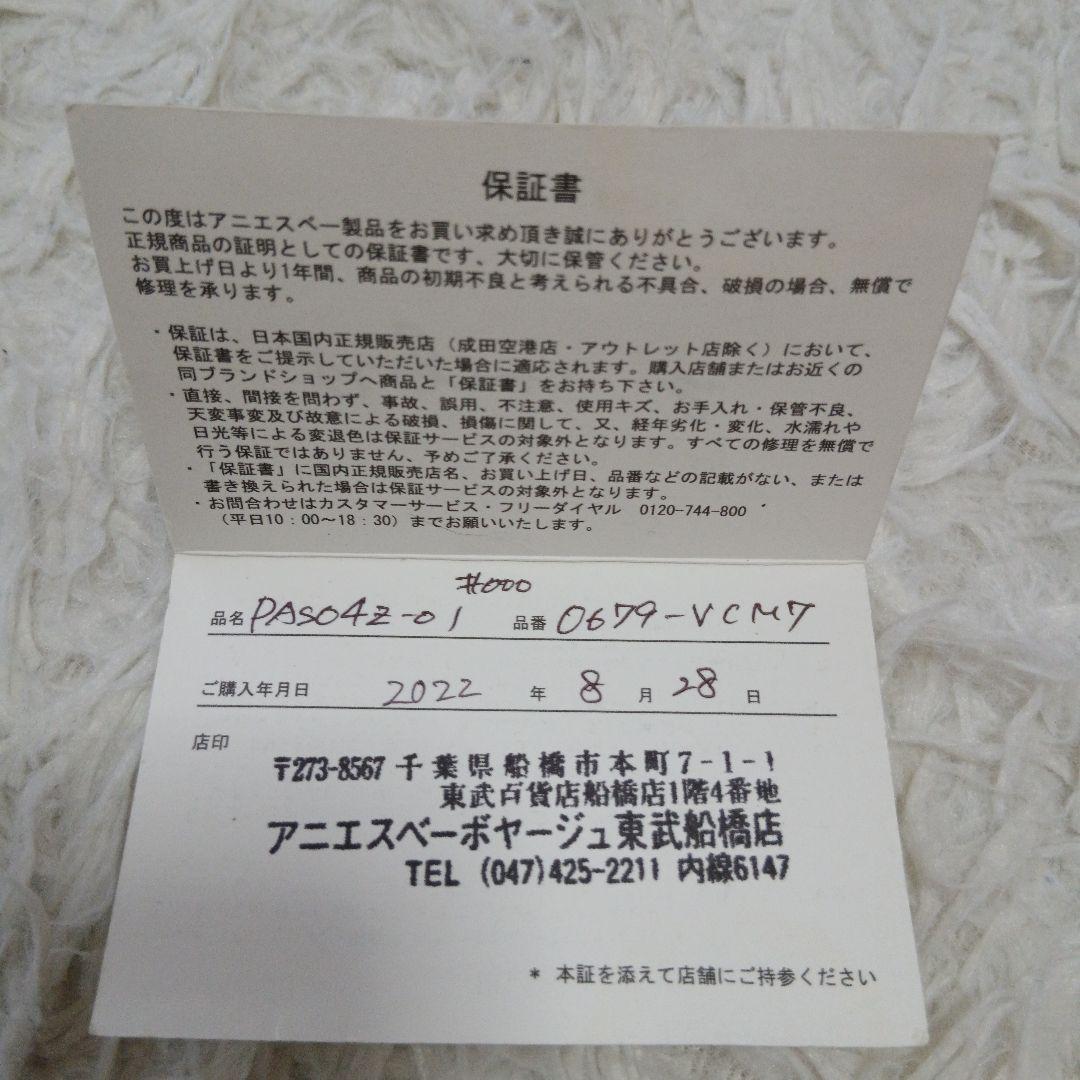 保証書
この度はアニエスベー製品をお買い求め頂き誠にありがとうございます。
正規商品の証明としての保証書です、大切に保管ください。
お買上げ日より1年間、商品の初期不良と考えられる不具合、破損の場合、無償で
修理を承ります。
・保証は、日本国内正規販売店（成田空港店・アウトレット店除く）において、
保証書をご提示していただいた場合に適応されます。購入店舗またはお近くの
同ブランドショップへ商品と「保証書」をお持ち下さい。
・直接、間接を問わず、事故、誤用、不注意、使用キズ、お手入れ・保管不良、
天変事変及び故意による破損、損傷に関して、又、経年劣化・変化、水濡れや
日光等による変退色は保証サービスの対象外となります。すべての修理を無償で
行う保証ではありません、予めご了承ください。
・「保証書」に国内正規販売店名、お買い上げ日、品番などの記載がない、または
書き換えられた場合は保証サービスの対象外となります。
・お問合わせはカスタマーサービス・フリーダイヤル 0120-744-800
（平日10：00〜18：30）までお願いいたします。
#000
品名 PAS04Z-01 品番 0679-VCM7
ご購入年月日 2022 年 8 月 28 日
店印
〒273-8567 千葉県船橋市本町7-1-1
東武百貨店船橋店1階4番地
アニエスベーボヤージュ東武船橋店
TEL (047)425-2211 内線6147
* 本証を添えて店舗にご持参ください